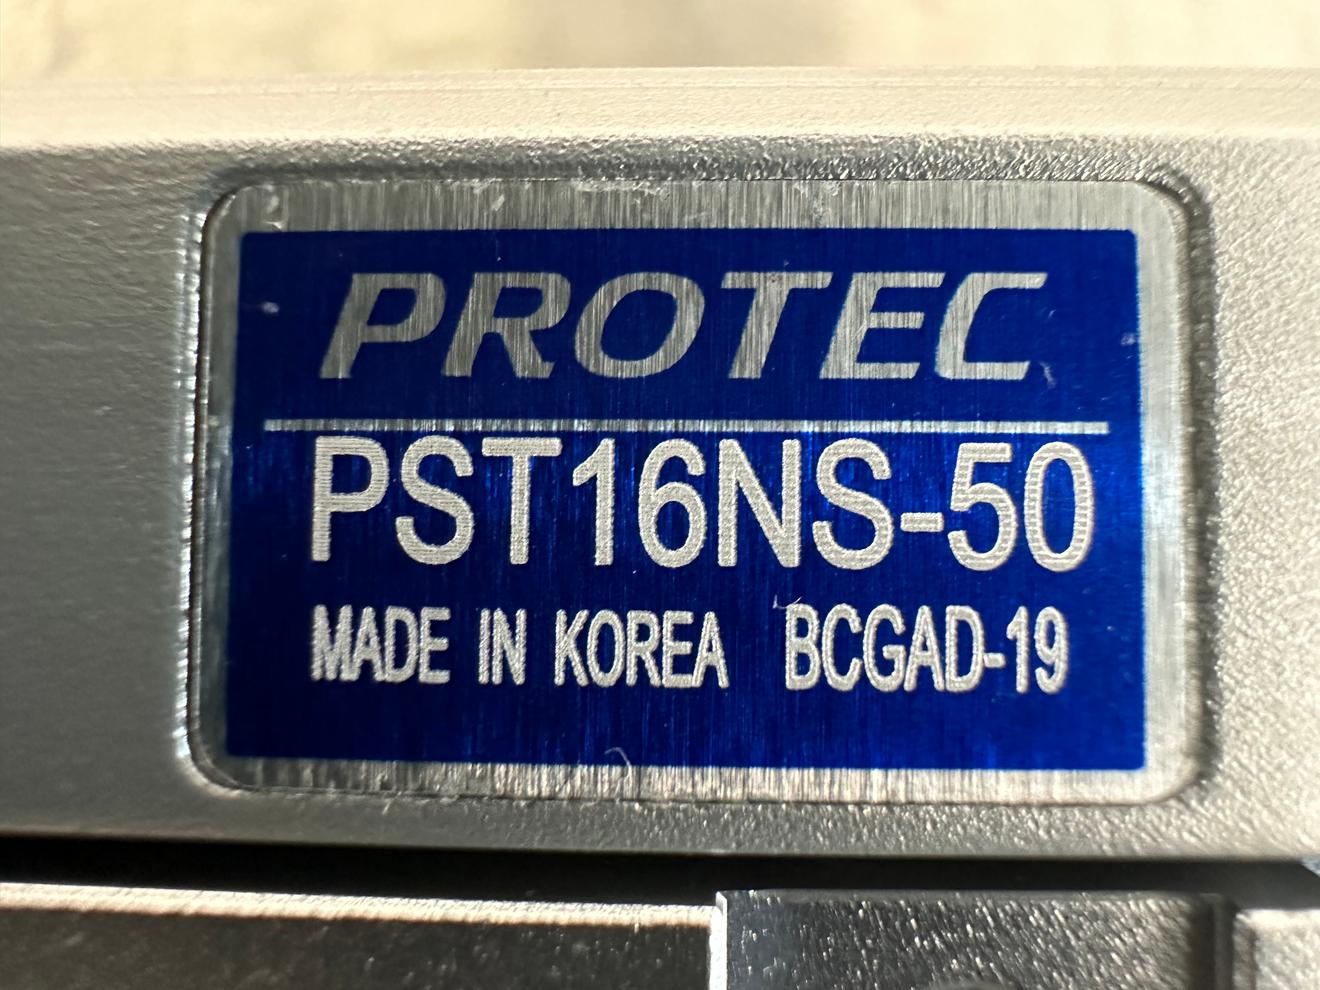 PROTEC
PST16NS-50
MADE IN KOREA BCGAD-19